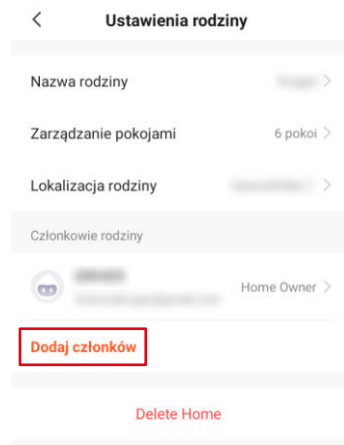 Ustawienia rodziny
Nazwa rodziny
Zarządzanie pokojami 6 pokoi
Lokalizacja rodziny
Członkowie rodziny
Home Owner
Dodaj członków
Delete Home